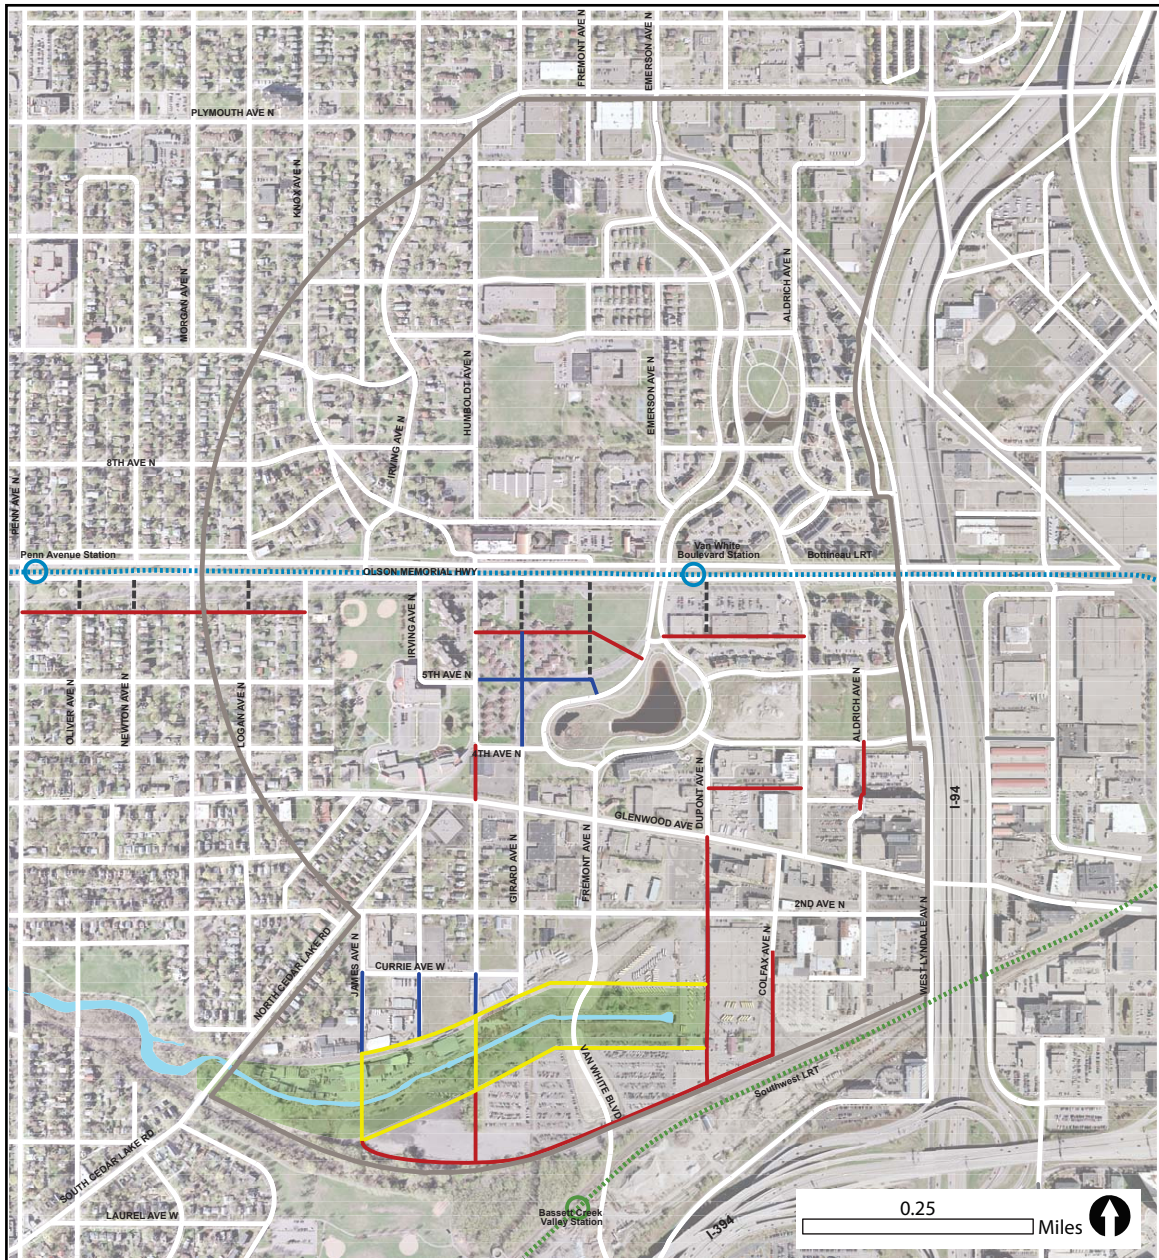 FREMONT AVE N
EMERSON AVE N
PLYMOUTH AVE N
KNOX AVE N
MORGAN AVE N
ALDRICH AVE N
HUMBOLDT AVE N
EMERSON AVE N
IRVING AVE N
8TH AVE N
PENN AVE N
Penn Avenue Station
Van White
Boulevard Station
Bottineau LRT
OLSON MEMORIAL HWY
IRVING AVE N
5TH AVE N
OLIVER AVE N
NEWTON AVE N
LOGAN AVE N
ALDRICH AVE N
4TH AVE N
DUPONT AVE N
I-94
GLENWOOD AVE
GIRARD AVE N
FREMONT AVE N
2ND AVE N
WEST LYNDALE AV N
NORTH CEDAR LAKE RD
JAMES AVE N
CURRIE AVE W
COLFAX AVE N
VAN WHITE BLVD
Southwest LRT
SOUTH CEDAR LAKE RD
LAUREL AVE W
Bassett Creek
Valley Station
I-394
0.25
Miles